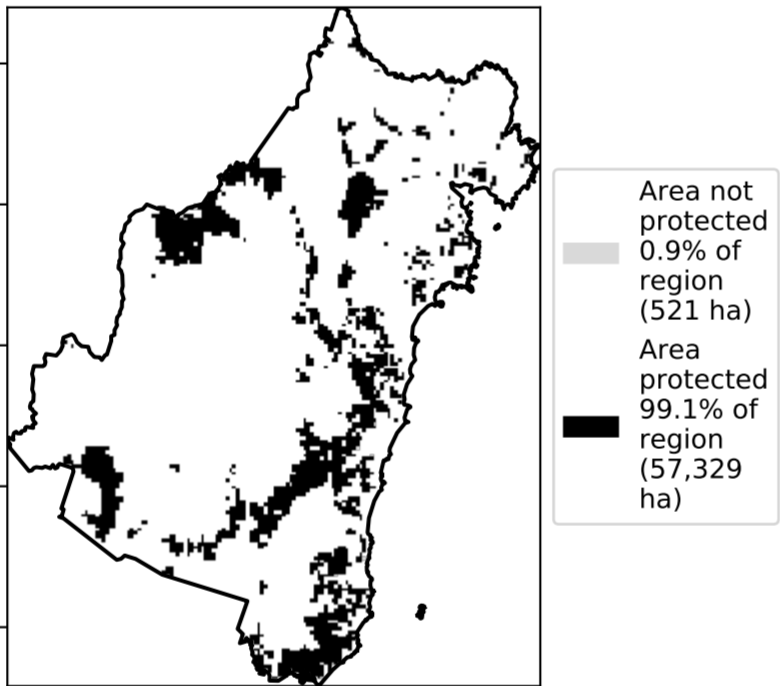 Area not
protected
0.9% of
region
(521 ha)
Area
protected
99.1% of
region
(57,329
ha)